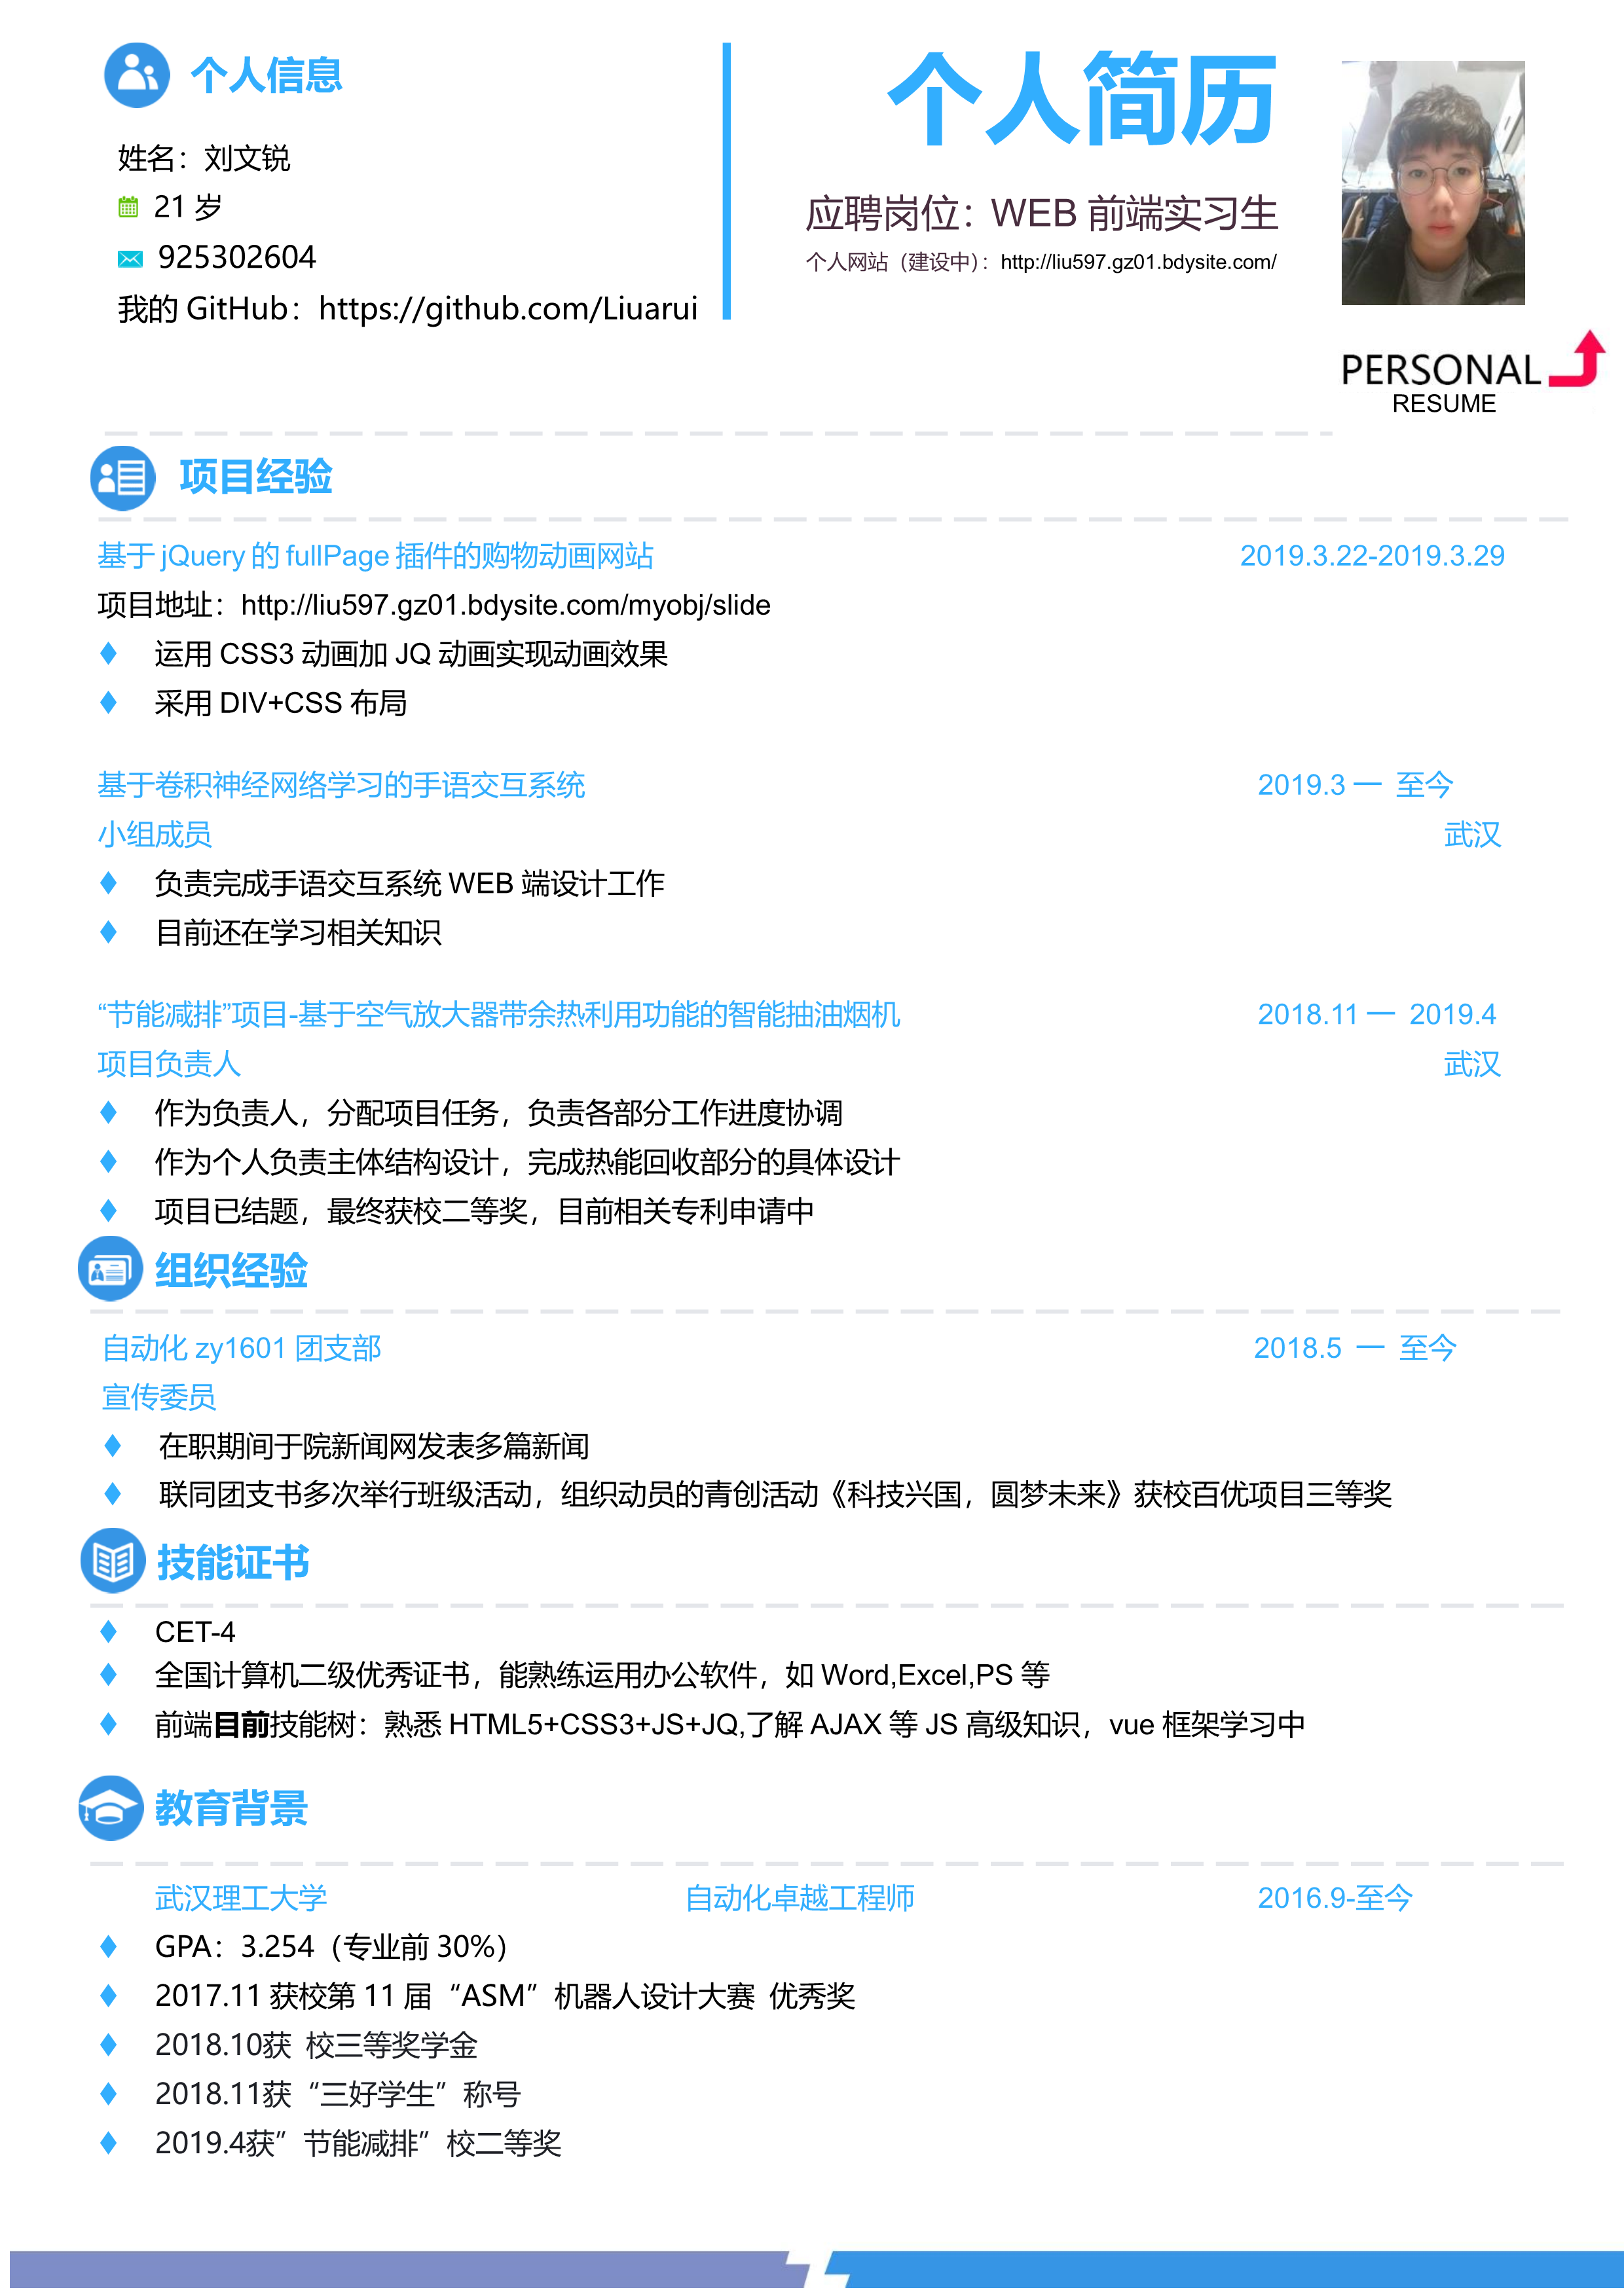 个人信息
姓名：刘文锐
21 岁
925302604
我的 GitHub：https://github.com/Liuarui
个人简历
应聘岗位：WEB 前端实习生
个人网站（建设中）：http://liu597.gz01.bdysite.com/
PERSONAL
RESUME
项目经验
基于 jQuery 的 fullPage 插件的购物动画网站 2019.3.22-2019.3.29
项目地址：http://liu597.gz01.bdysite.com/myobj/slide
运用 CSS3 动画加 JQ 动画实现动画效果
采用 DIV+CSS 布局
基于卷积神经网络学习的手语交互系统 2019.3 一 至今
小组成员 武汉
负责完成手语交互系统 WEB 端设计工作
目前还在学习相关知识
“节能减排”项目-基于空气放大器带余热利用功能的智能抽油烟机 2018.11 一 2019.4
项目负责人 武汉
作为负责人，分配项目任务，负责各部分工作进度协调
作为个人负责主体结构设计，完成热能回收部分的具体设计
项目已结题，最终获校二等奖，目前相关专利申请中
组织经验
自动化 zy1601 团支部 2018.5 一 至今
宣传委员
在职期间于院新闻网发表多篇新闻
联同团支书多次举行班级活动，组织动员的青创活动《科技兴国，圆梦未来》获校百优项目三等奖
技能证书
CET-4
全国计算机二级优秀证书，能熟练运用办公软件，如 Word,Excel,PS 等
前端目前技能树：熟悉 HTML5+CSS3+JS+JQ,了解 AJAX 等 JS 高级知识，vue 框架学习中
教育背景
武汉理工大学 自动化卓越工程师 2016.9-至今
GPA：3.254（专业前 30%）
2017.11 获校第 11 届“ASM”机器人设计大赛 优秀奖
2018.10获 校三等奖学金
2018.11获“三好学生”称号
2019.4获”节能减排”校二等奖